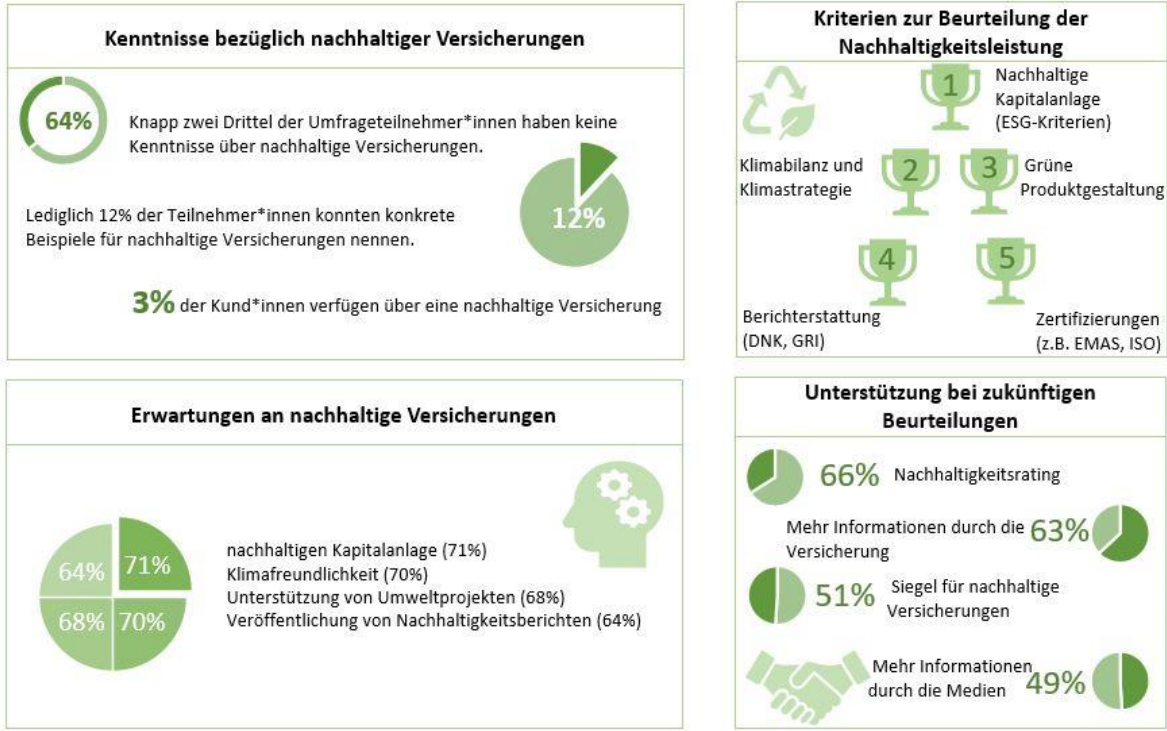 Kenntnisse bezüglich nachhaltiger Versicherungen
64%
Knapp zwei Drittel der Umfrageteilnehmer*innen haben keine
Kenntnisse über nachhaltige Versicherungen.
Lediglich 12% der Teilnehmer*innen konnten konkrete
Beispiele für nachhaltige Versicherungen nennen.
12%
3% der Kund*innen verfügen über eine nachhaltige Versicherung
Kriterien zur Beurteilung der
Nachhaltigkeitsleistung
1
Nachhaltige
Kapitalanlage
(ESG-Kriterien)
Klimabilanz und
Klimastrategie
2
3
Grüne
Produktgestaltung
4
5
Berichterstattung
(DNK, GRI)
Zertifizierungen
(z.B. EMAS, ISO)
Erwartungen an nachhaltige Versicherungen
64%
71%
68%
70%
nachhaltigen Kapitalanlage (71%)
Klimafreundlichkeit (70%)
Unterstützung von Umweltprojekten (68%)
Veröffentlichung von Nachhaltigkeitsberichten (64%)
Unterstützung bei zukünftigen
Beurteilungen
66% Nachhaltigkeitsrating
Mehr Informationen durch die
Versicherung
63%
51%
Siegel für nachhaltige
Versicherungen
Mehr Informationen
durch die Medien
49%